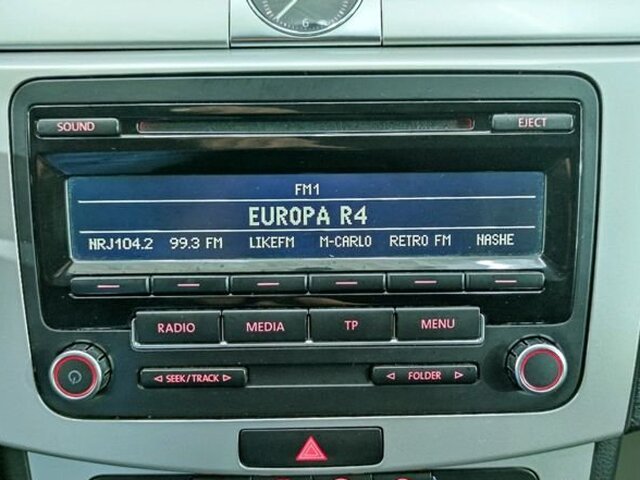 6
SOUND
EJECT
FM1
EUROPA R4
NRJ104.2 99.3 FM LIKEFM M-CARLO RETRO FM NASHE
RADIO MEDIA TP MENU
SEEK/TRACK FOLDER